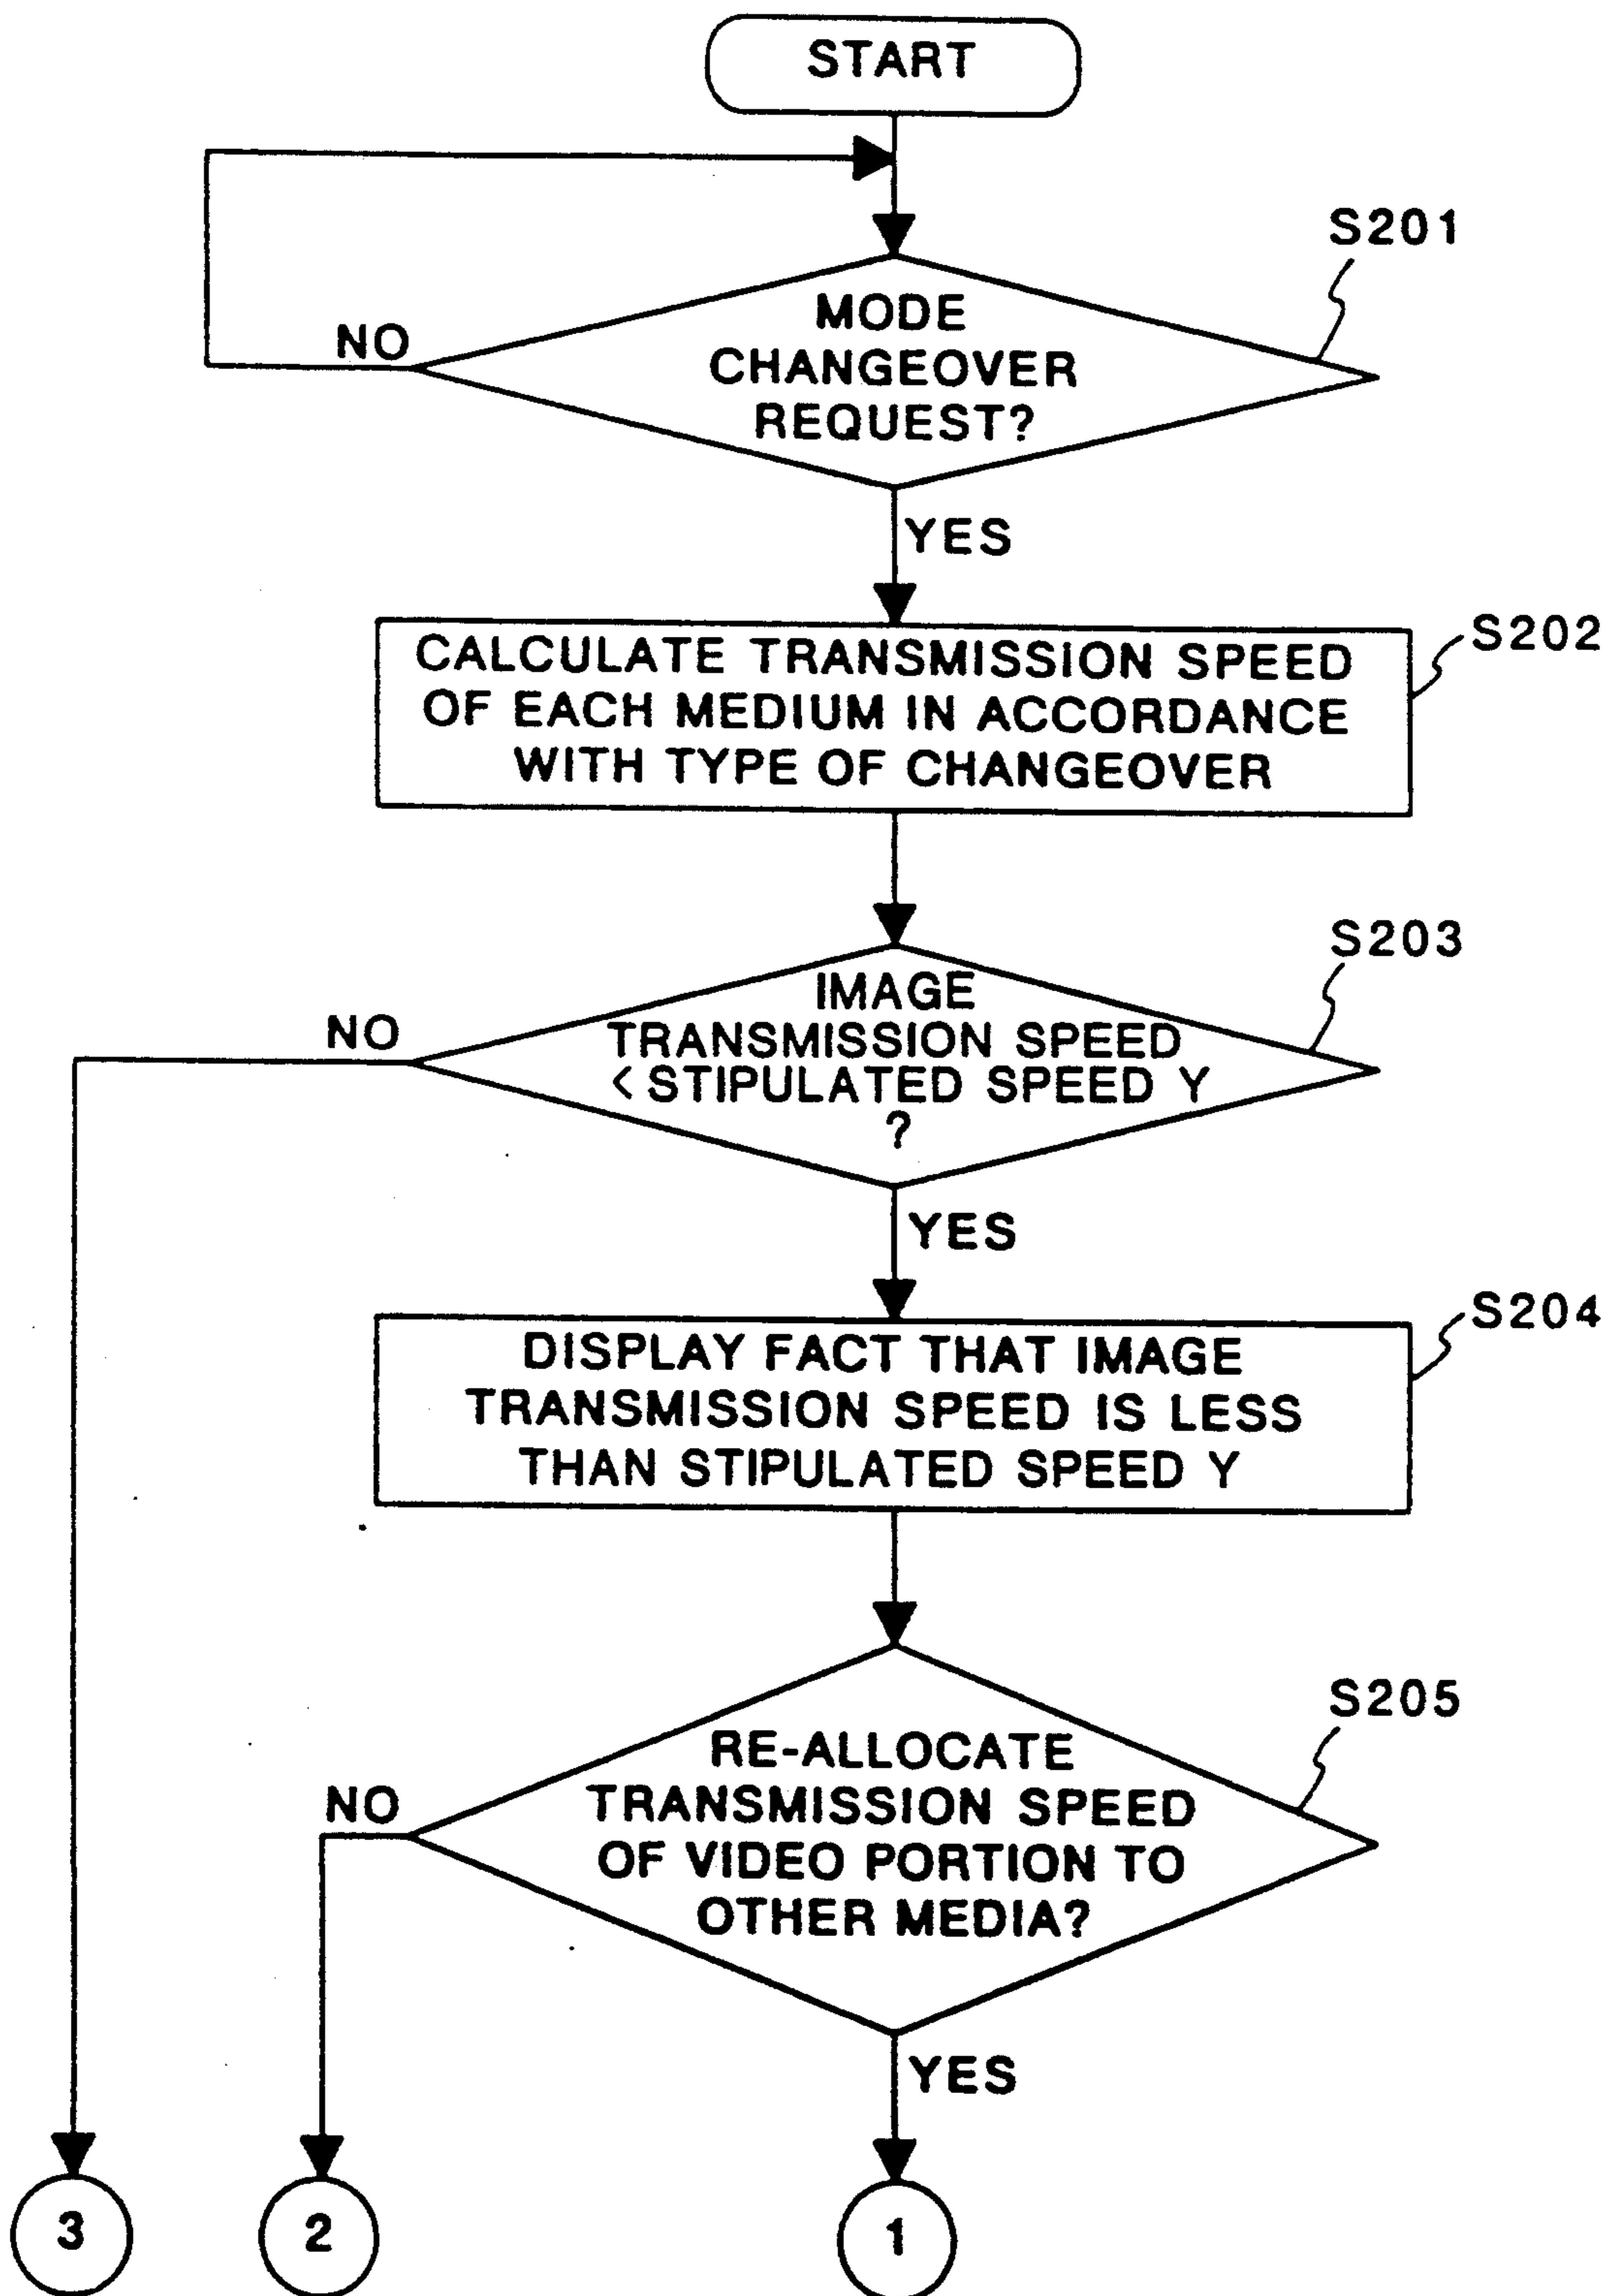 START
S201
MODE
CHANGEOVER
REQUEST?
NO
YES
S202
CALCULATE TRANSMISSION SPEED
OF EACH MEDIUM IN ACCORDANCE
WITH TYPE OF CHANGEOVER
S203
IMAGE
TRANSMISSION SPEED
< STIPULATED SPEED Y
?
NO
YES
S204
DISPLAY FACT THAT IMAGE
TRANSMISSION SPEED IS LESS
THAN STIPULATED SPEED Y
S205
RE-ALLOCATE
TRANSMISSION SPEED
OF VIDEO PORTION TO
OTHER MEDIA?
NO
YES
3
2
1